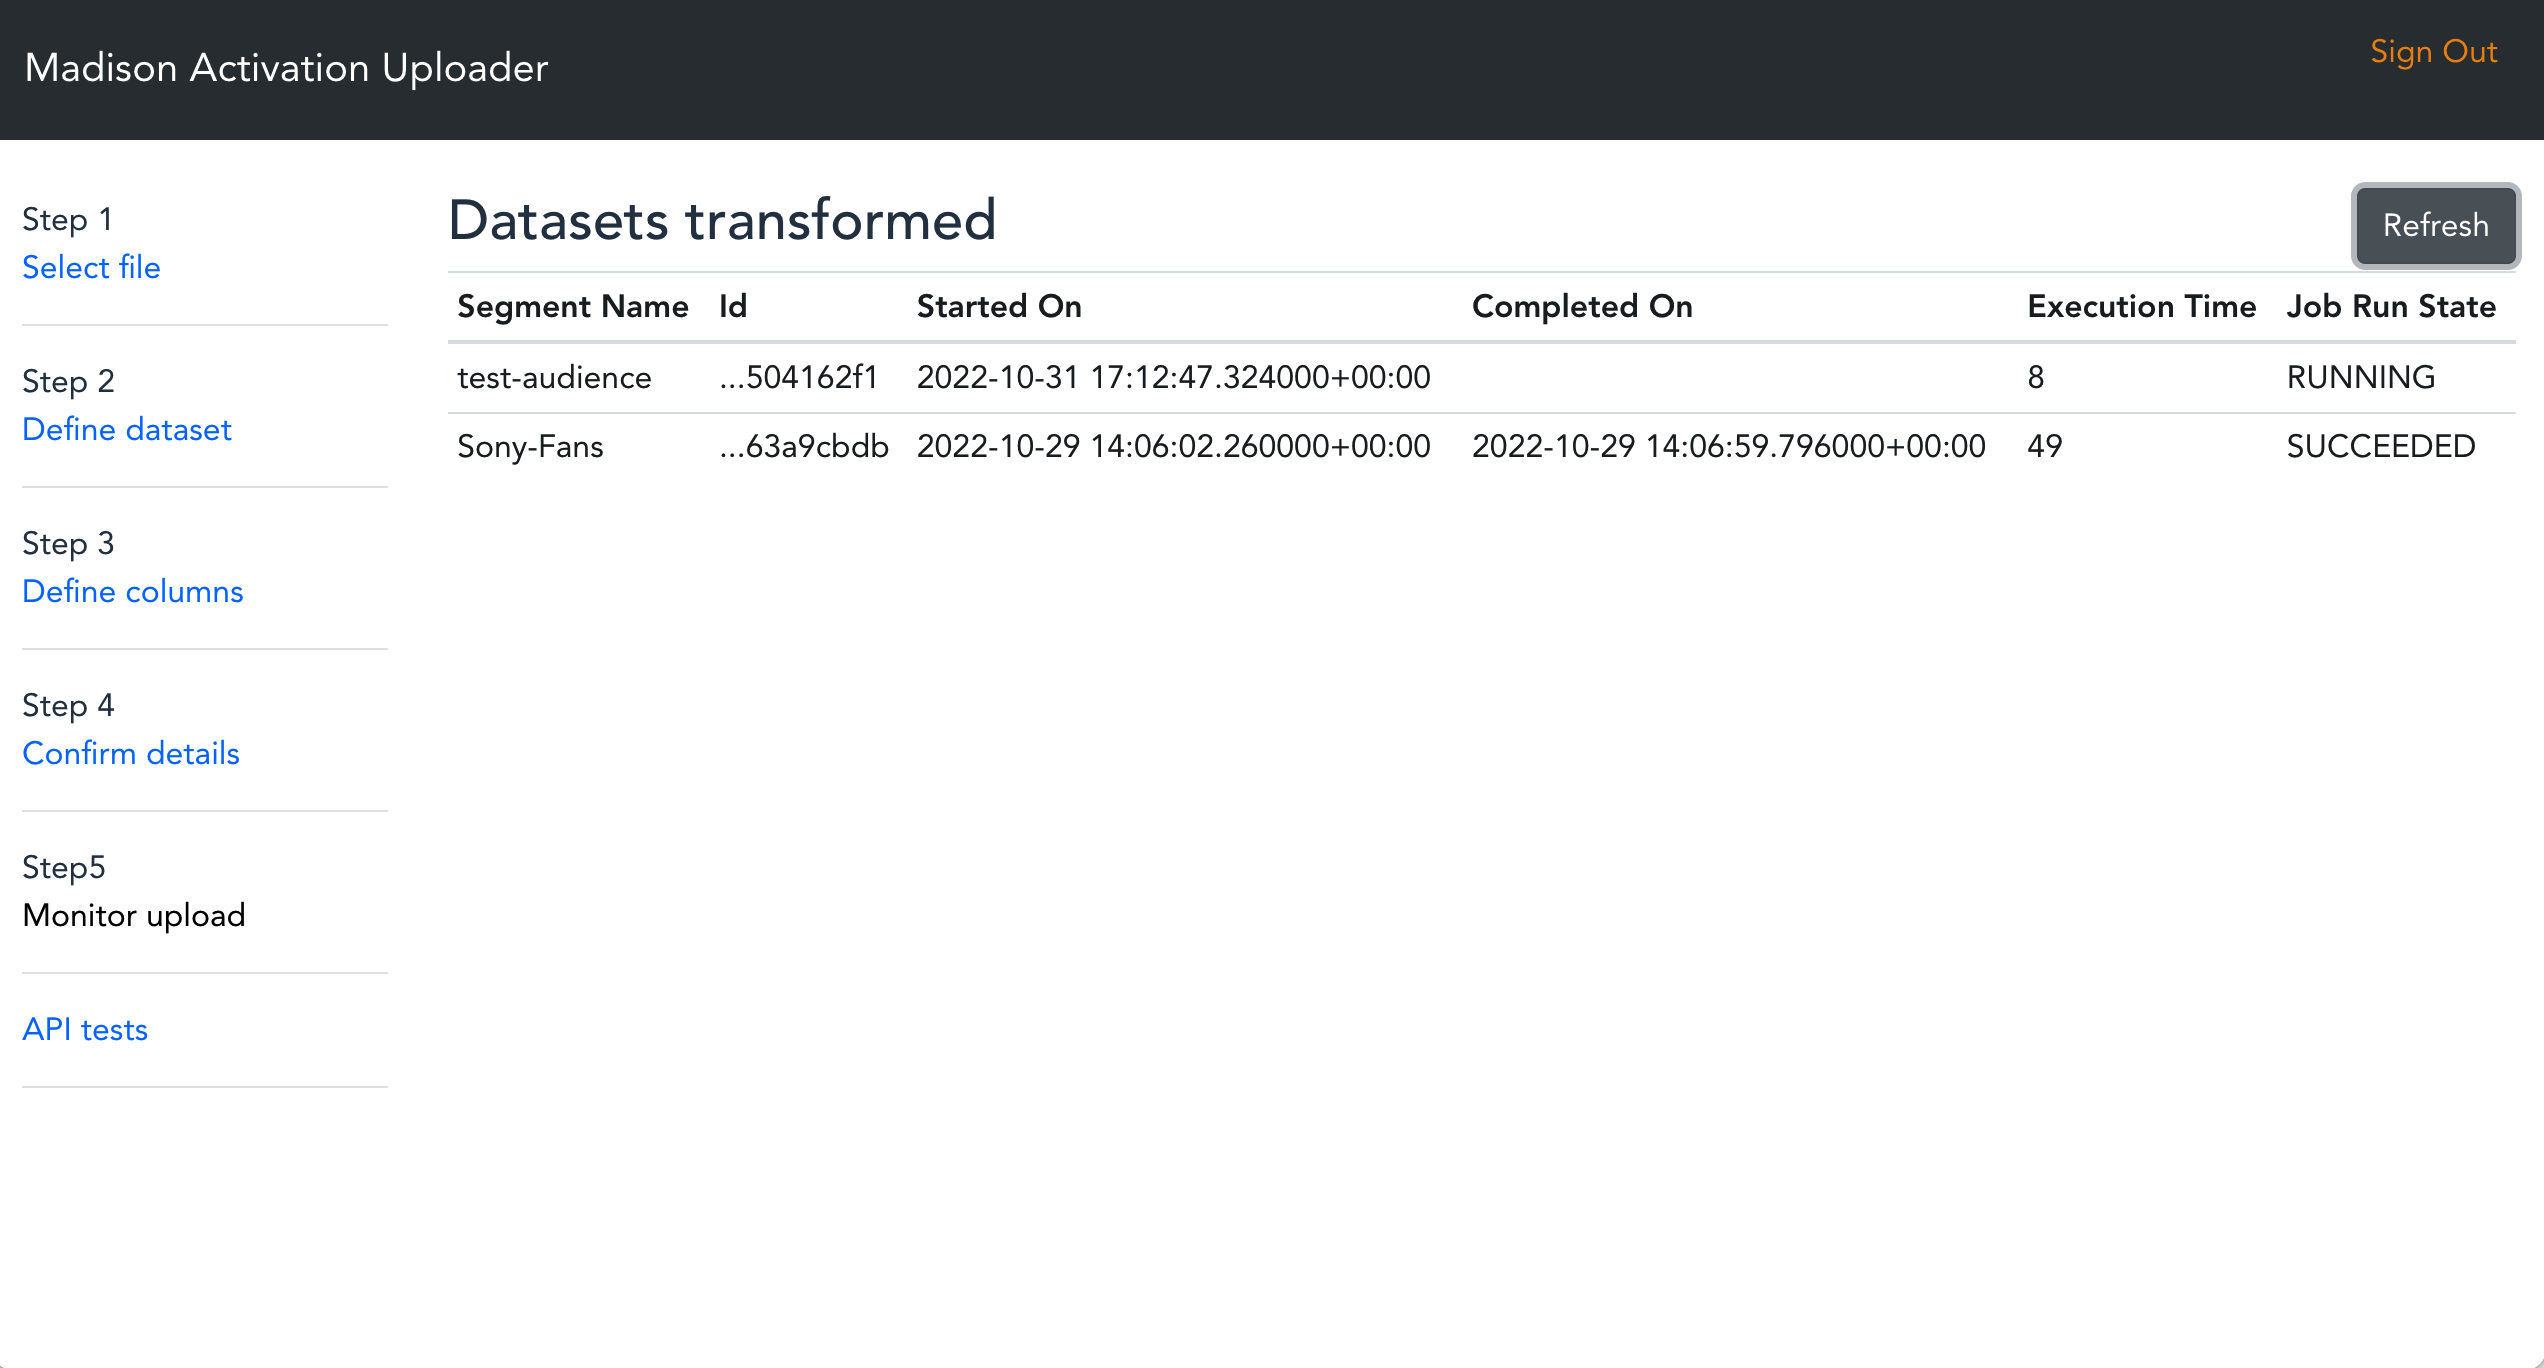 Madison Activation Uploader
Sign Out
Step 1
Select file
Step 2
Define dataset
Step 3
Define columns
Step 4
Confirm details
Step5
Monitor upload
API tests
Datasets transformed
Refresh
Segment Name Id Started On Completed On Execution Time Job Run State
test-audience ...504162f1 2022-10-31 17:12:47.324000+00:00 8 RUNNING
Sony-Fans ...63a9cbdb 2022-10-29 14:06:02.260000+00:00 2022-10-29 14:06:59.796000+00:00 49 SUCCEEDED